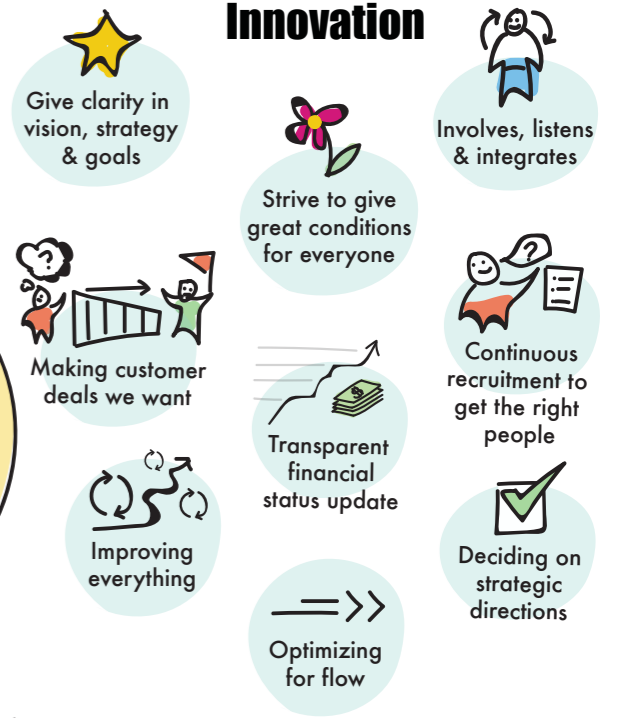 Innovation
Give clarity in
vision, strategy
& goals
Involves, listens
& integrates
Strive to give
great conditions
for everyone
?
Making customer
deals we want
?
Continuous
recruitment to
get the right
people
$
Transparent
financial
status update
Improving
everything
Deciding on
strategic
directions
Optimizing
for flow